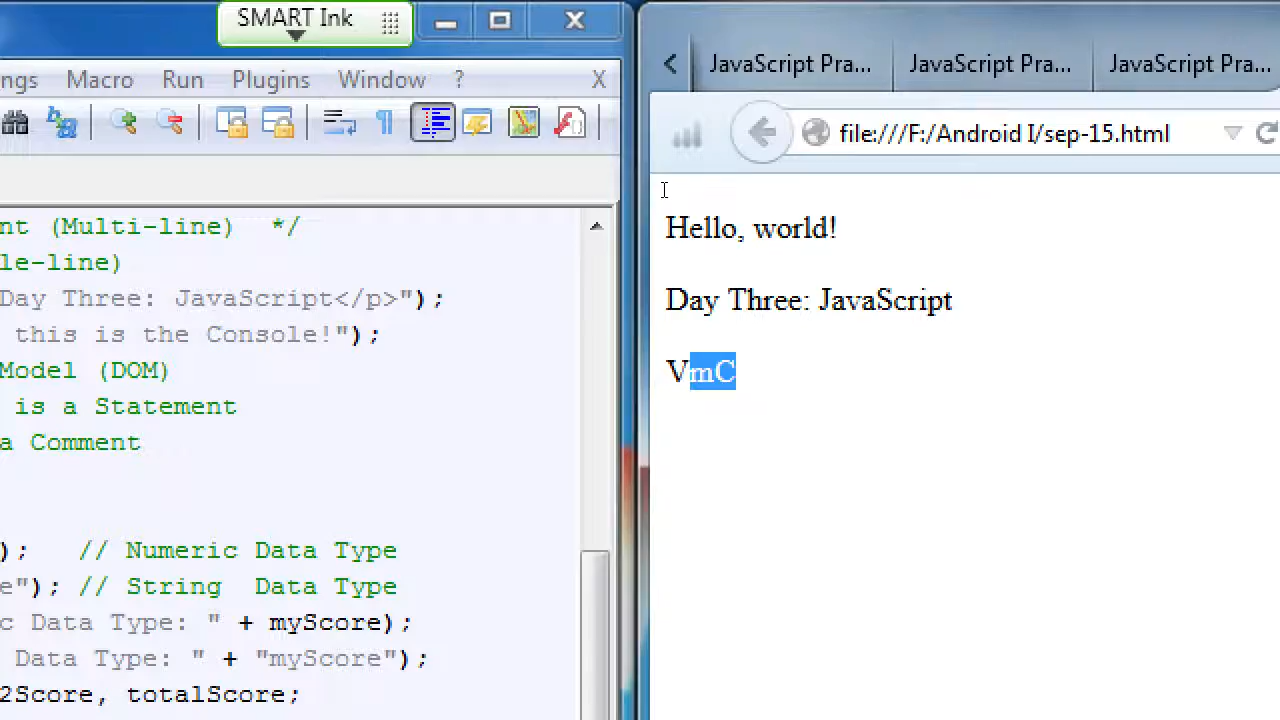 SMART Ink
ngs Macro Run Plugins Window ? X
nt (Multi-line) */
le-line)
Day Three: JavaScript</p>");
this is the Console!");
Model (DOM)
is a Statement
a Comment
); // Numeric Data Type
e"); // String Data Type
c Data Type: " + myScore);
Data Type: " + "myScore");
2Score, totalScore;
JavaScript Pra... JavaScript Pra... JavaScript Pra...
file:///F:/Android I/sep-15.html
Hello, world!
Day Three: JavaScript
VmC